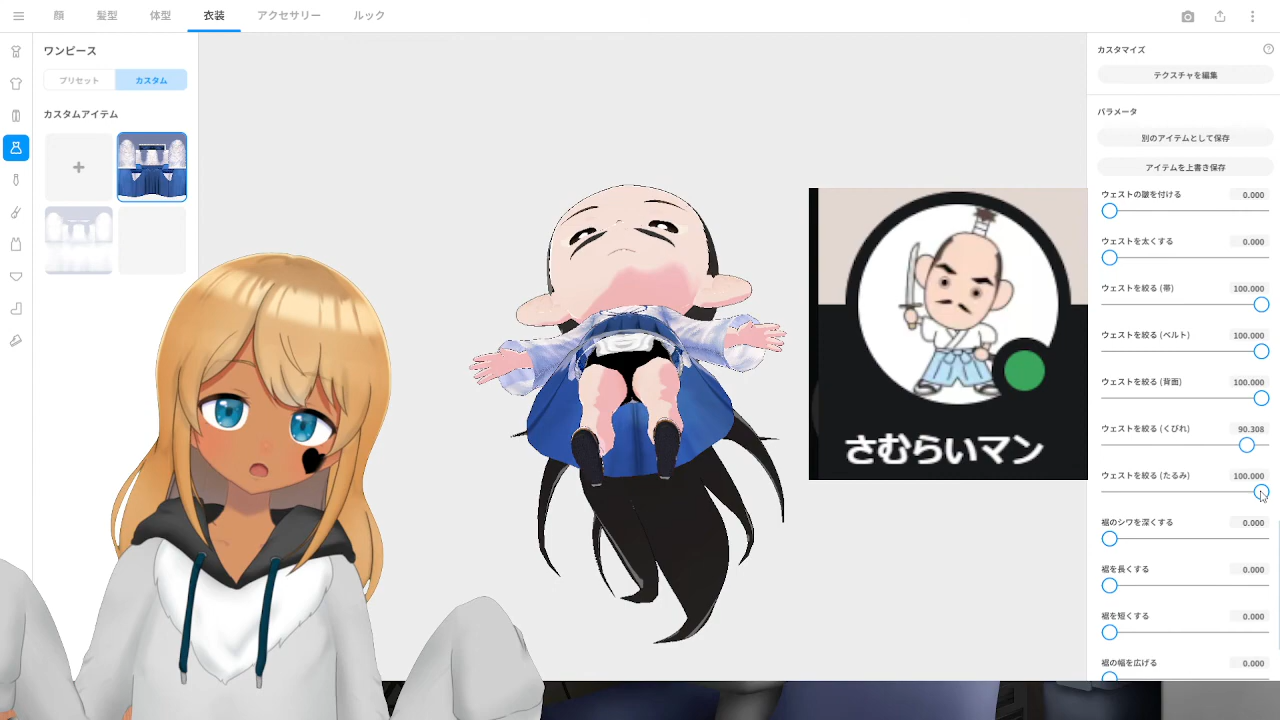 顔 髪型 体型 衣装 アクセサリー ルック
ワンピース
プリセット カスタム
カスタムアイテム
カスタマイズ
テクスチャを編集
パラメータ
別のアイテムとして保存
アイテムを上書き保存
ウェストの皺を付ける 0.000
ウェストを太くする 0.000
ウェストを絞る (帯) 100.000
ウェストを絞る (ベルト) 100.000
ウェストを絞る (背面) 100.000
ウェストを絞る (くびれ) 90.308
ウェストを絞る (たるみ) 100.000
裾のシワを深くする 0.000
裾を長くする 0.000
裾を短くする 0.000
裾の幅を広げる 0.000
さむらいマン